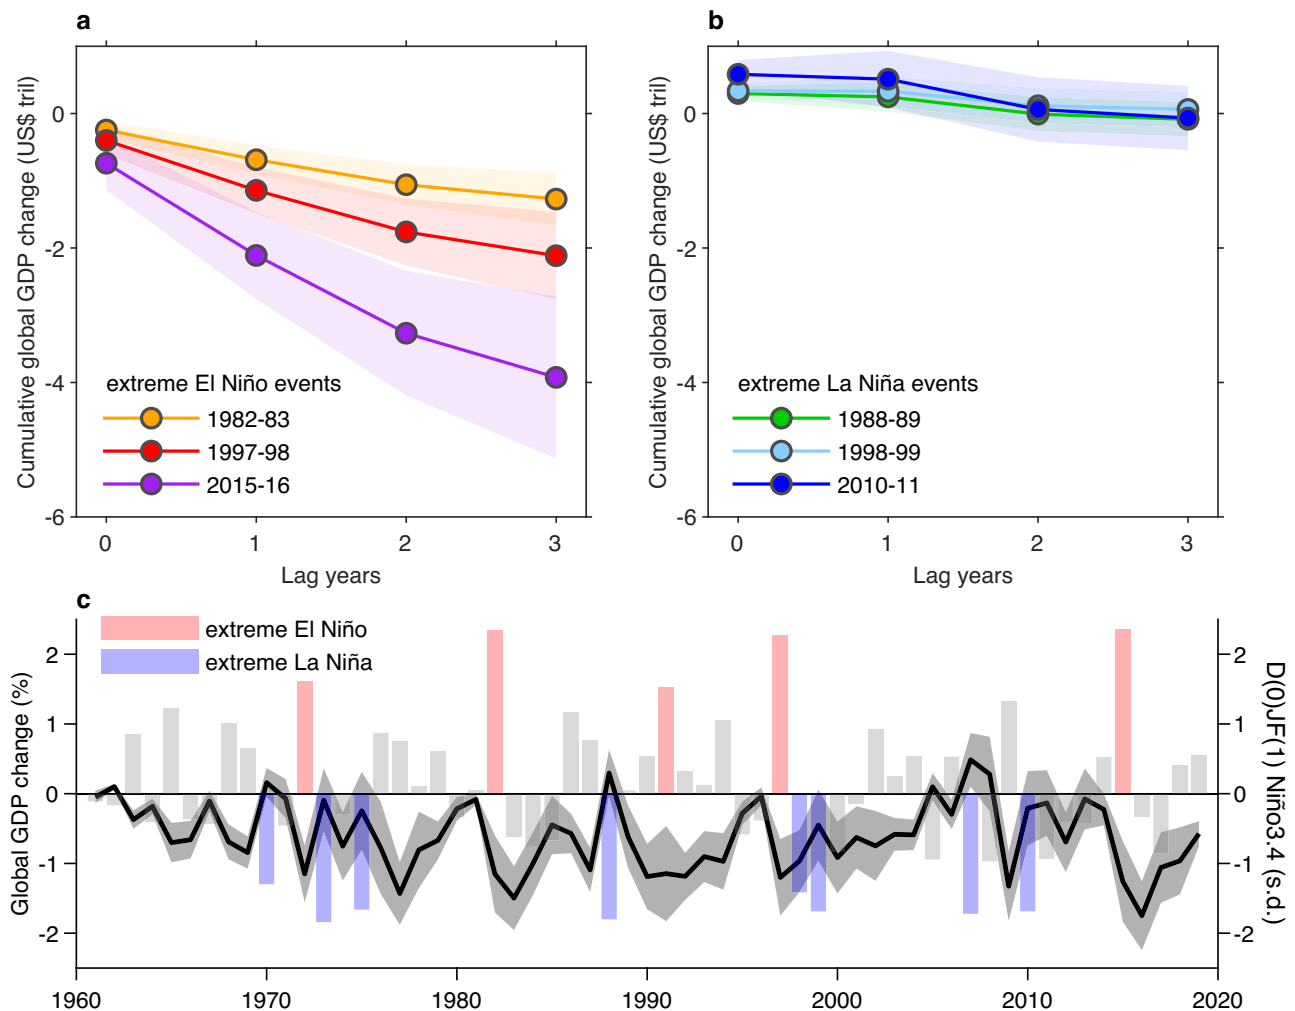 a
Cumulative global GDP change (US$ tril)
0
-2
-4
-6
extreme El Niño events
1982-83
1997-98
2015-16
0 1 2 3
Lag years
b
Cumulative global GDP change (US$ tril)
0
-2
-4
-6
extreme La Niña events
1988-89
1998-99
2010-11
0 1 2 3
Lag years
c
extreme El Niño
extreme La Niña
Global GDP change (%)
2
1
0
-1
-2
D(0)JF(1) Niño3.4 (s.d.)
2
1
0
-1
-2
1960 1970 1980 1990 2000 2010 2020